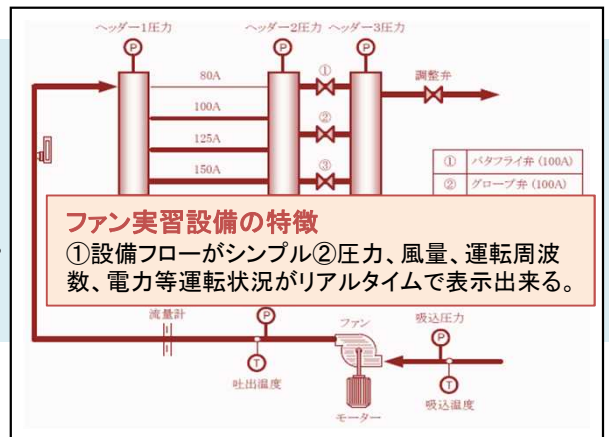 ヘッダー1圧力
ヘッダー2圧力
ヘッダー3圧力
P
P
P
80A
①
調整弁
100A
②
125A
③
150A
① バタフライ弁 (100A)
② グローブ弁 (100A)
ファン実習設備の特徴
①設備フローがシンプル②圧力、風量、運転周波
数、電力等運転状況がリアルタイムで表示出来る。
流量計
P
ファン
吸込圧力
P
T
吐出温度
T
吸込温度
モーター